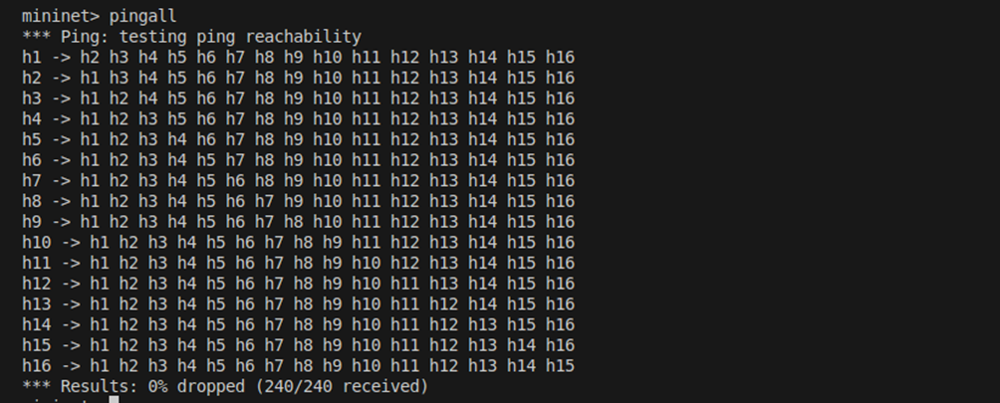 mininet> pingall
*** Ping: testing ping reachability
h1 -> h2 h3 h4 h5 h6 h7 h8 h9 h10 h11 h12 h13 h14 h15 h16
h2 -> h1 h3 h4 h5 h6 h7 h8 h9 h10 h11 h12 h13 h14 h15 h16
h3 -> h1 h2 h4 h5 h6 h7 h8 h9 h10 h11 h12 h13 h14 h15 h16
h4 -> h1 h2 h3 h5 h6 h7 h8 h9 h10 h11 h12 h13 h14 h15 h16
h5 -> h1 h2 h3 h4 h6 h7 h8 h9 h10 h11 h12 h13 h14 h15 h16
h6 -> h1 h2 h3 h4 h5 h7 h8 h9 h10 h11 h12 h13 h14 h15 h16
h7 -> h1 h2 h3 h4 h5 h6 h8 h9 h10 h11 h12 h13 h14 h15 h16
h8 -> h1 h2 h3 h4 h5 h6 h7 h9 h10 h11 h12 h13 h14 h15 h16
h9 -> h1 h2 h3 h4 h5 h6 h7 h8 h10 h11 h12 h13 h14 h15 h16
h10 -> h1 h2 h3 h4 h5 h6 h7 h8 h9 h11 h12 h13 h14 h15 h16
h11 -> h1 h2 h3 h4 h5 h6 h7 h8 h9 h10 h12 h13 h14 h15 h16
h12 -> h1 h2 h3 h4 h5 h6 h7 h8 h9 h10 h11 h13 h14 h15 h16
h13 -> h1 h2 h3 h4 h5 h6 h7 h8 h9 h10 h11 h12 h14 h15 h16
h14 -> h1 h2 h3 h4 h5 h6 h7 h8 h9 h10 h11 h12 h13 h15 h16
h15 -> h1 h2 h3 h4 h5 h6 h7 h8 h9 h10 h11 h12 h13 h14 h16
h16 -> h1 h2 h3 h4 h5 h6 h7 h8 h9 h10 h11 h12 h13 h14 h15
*** Results: 0% dropped (240/240 received)